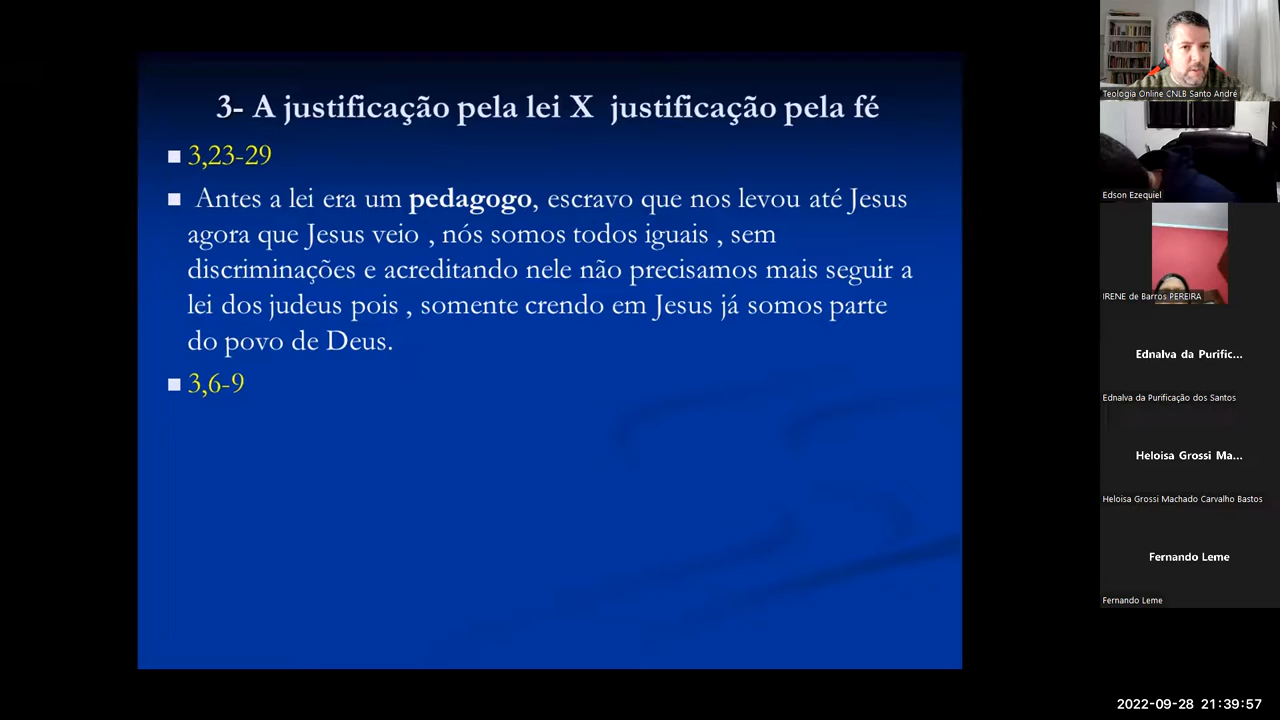 3- A justificação pela lei X  justificação pela fé
3,23-29
Antes a lei era um pedagogo, escravo que nos levou até Jesus
agora que Jesus veio , nós somos todos iguais , sem
discriminações e acreditando nele não precisamos mais seguir a
lei dos judeus pois , somente crendo em Jesus já somos parte
do povo de Deus.
3,6-9
Teologia Online CNLB Santo André
Edson Ezequiel
IRENE de Barros PEREIRA
Ednalva da Purific...
Ednalva da Purificação dos Santos
Heloisa Grossi Ma...
Heloisa Grossi Machado Carvalho Bastos
Fernando Leme
Fernando Leme
2022-09-28 21:39:57